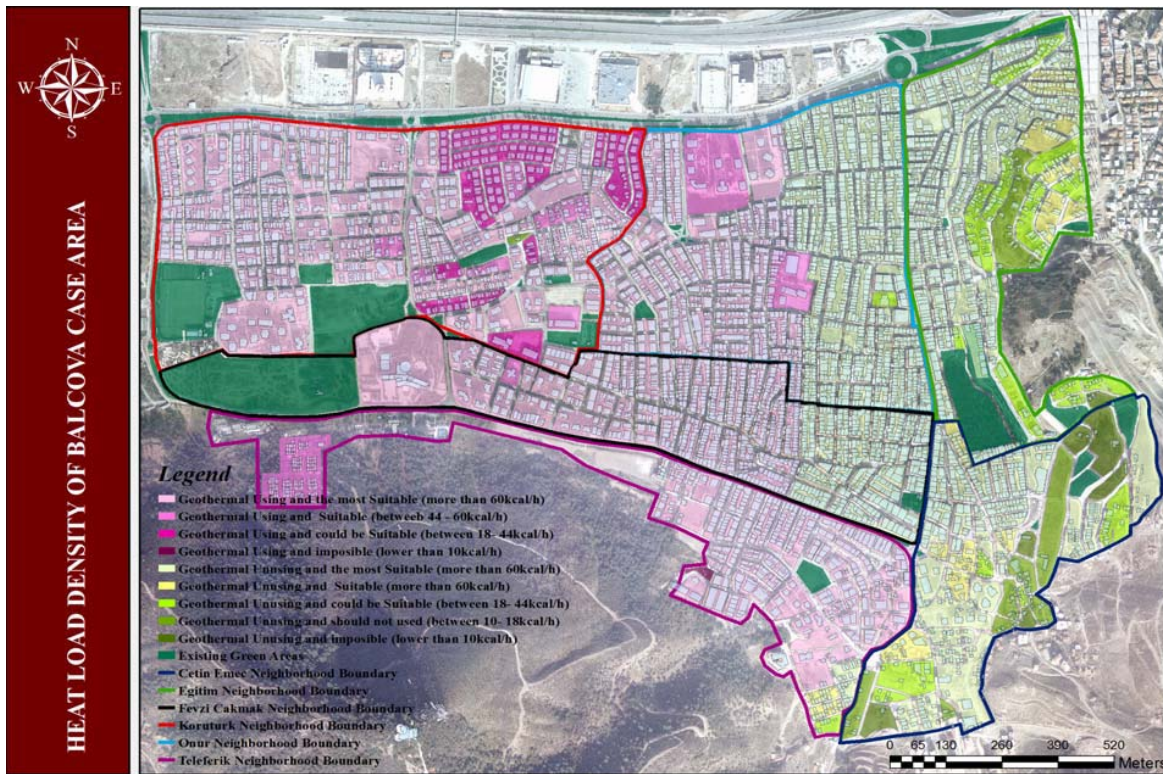 N
W E
S
HEAT LOAD DENSITY OF BALCOVA CASE AREA
Legend
Geothermal Using and the most Suitable (more than 60kcal/h)
Geothermal Using and Suitable (betweeb 44 - 60kcal/h)
Geothermal Using and could be Suitable (between 18- 44kcal/h)
Geothermal Using and imposible (lower than 10kcal/h)
Geothermal Unusing and the most Suitable (more than 60kcal/h)
Geothermal Unusing and Suitable (more than 60kcal/h)
Geothermal Unusing and could be Suitable (between 18- 44kcal/h)
Geothermal Unusing and should not used (between 10- 18kcal/h)
Geothermal Unusing and imposible (lower than 10kcal/h)
Existing Green Areas
Cetin Emec Neighborhood Boundary
Egitim Neighborhood Boundary
Fevzi Cakmak Neighborhood Boundary
Koruturk Neighborhood Boundary
Onur Neighborhood Boundary
Teleferik Neighborhood Boundary
0 65 130 260 390 520
Meters